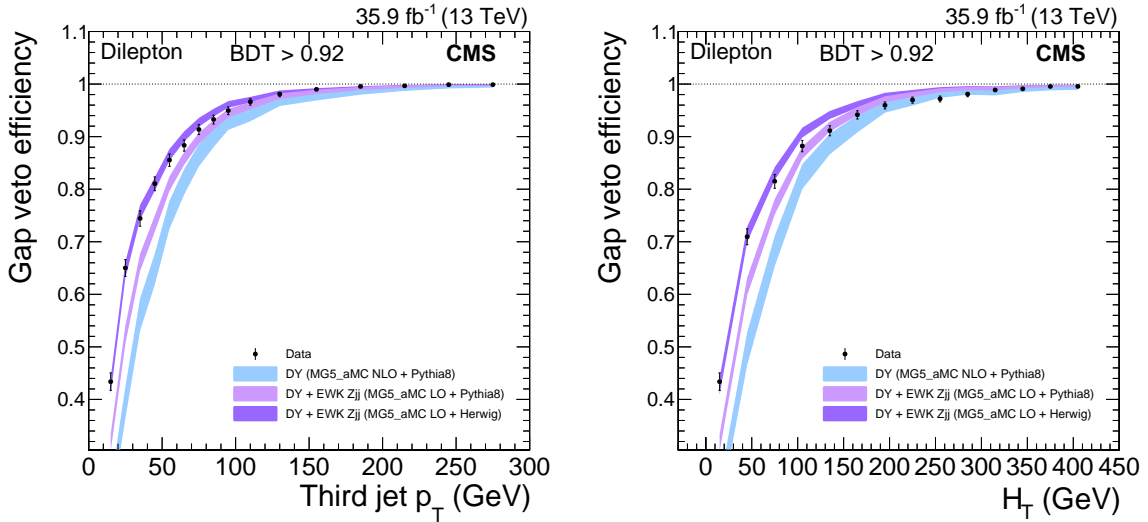 35.9 fb-1 (13 TeV)
Gap veto efficiency
1.1
1
0.9
0.8
0.7
0.6
0.5
0.4
Dilepton BDT > 0.92 CMS
Data
DY (MG5_aMC NLO + Pythia8)
DY + EWK Zjj (MG5_aMC LO + Pythia8)
DY + EWK Zjj (MG5_aMC LO + Herwig)
0 50 100 150 200 250 300
Third jet pT (GeV)
35.9 fb-1 (13 TeV)
Gap veto efficiency
1.1
1
0.9
0.8
0.7
0.6
0.5
0.4
Dilepton BDT > 0.92 CMS
Data
DY (MG5_aMC NLO + Pythia8)
DY + EWK Zjj (MG5_aMC LO + Pythia8)
DY + EWK Zjj (MG5_aMC LO + Herwig)
0 50 100 150 200 250 300 350 400 450
HT (GeV)